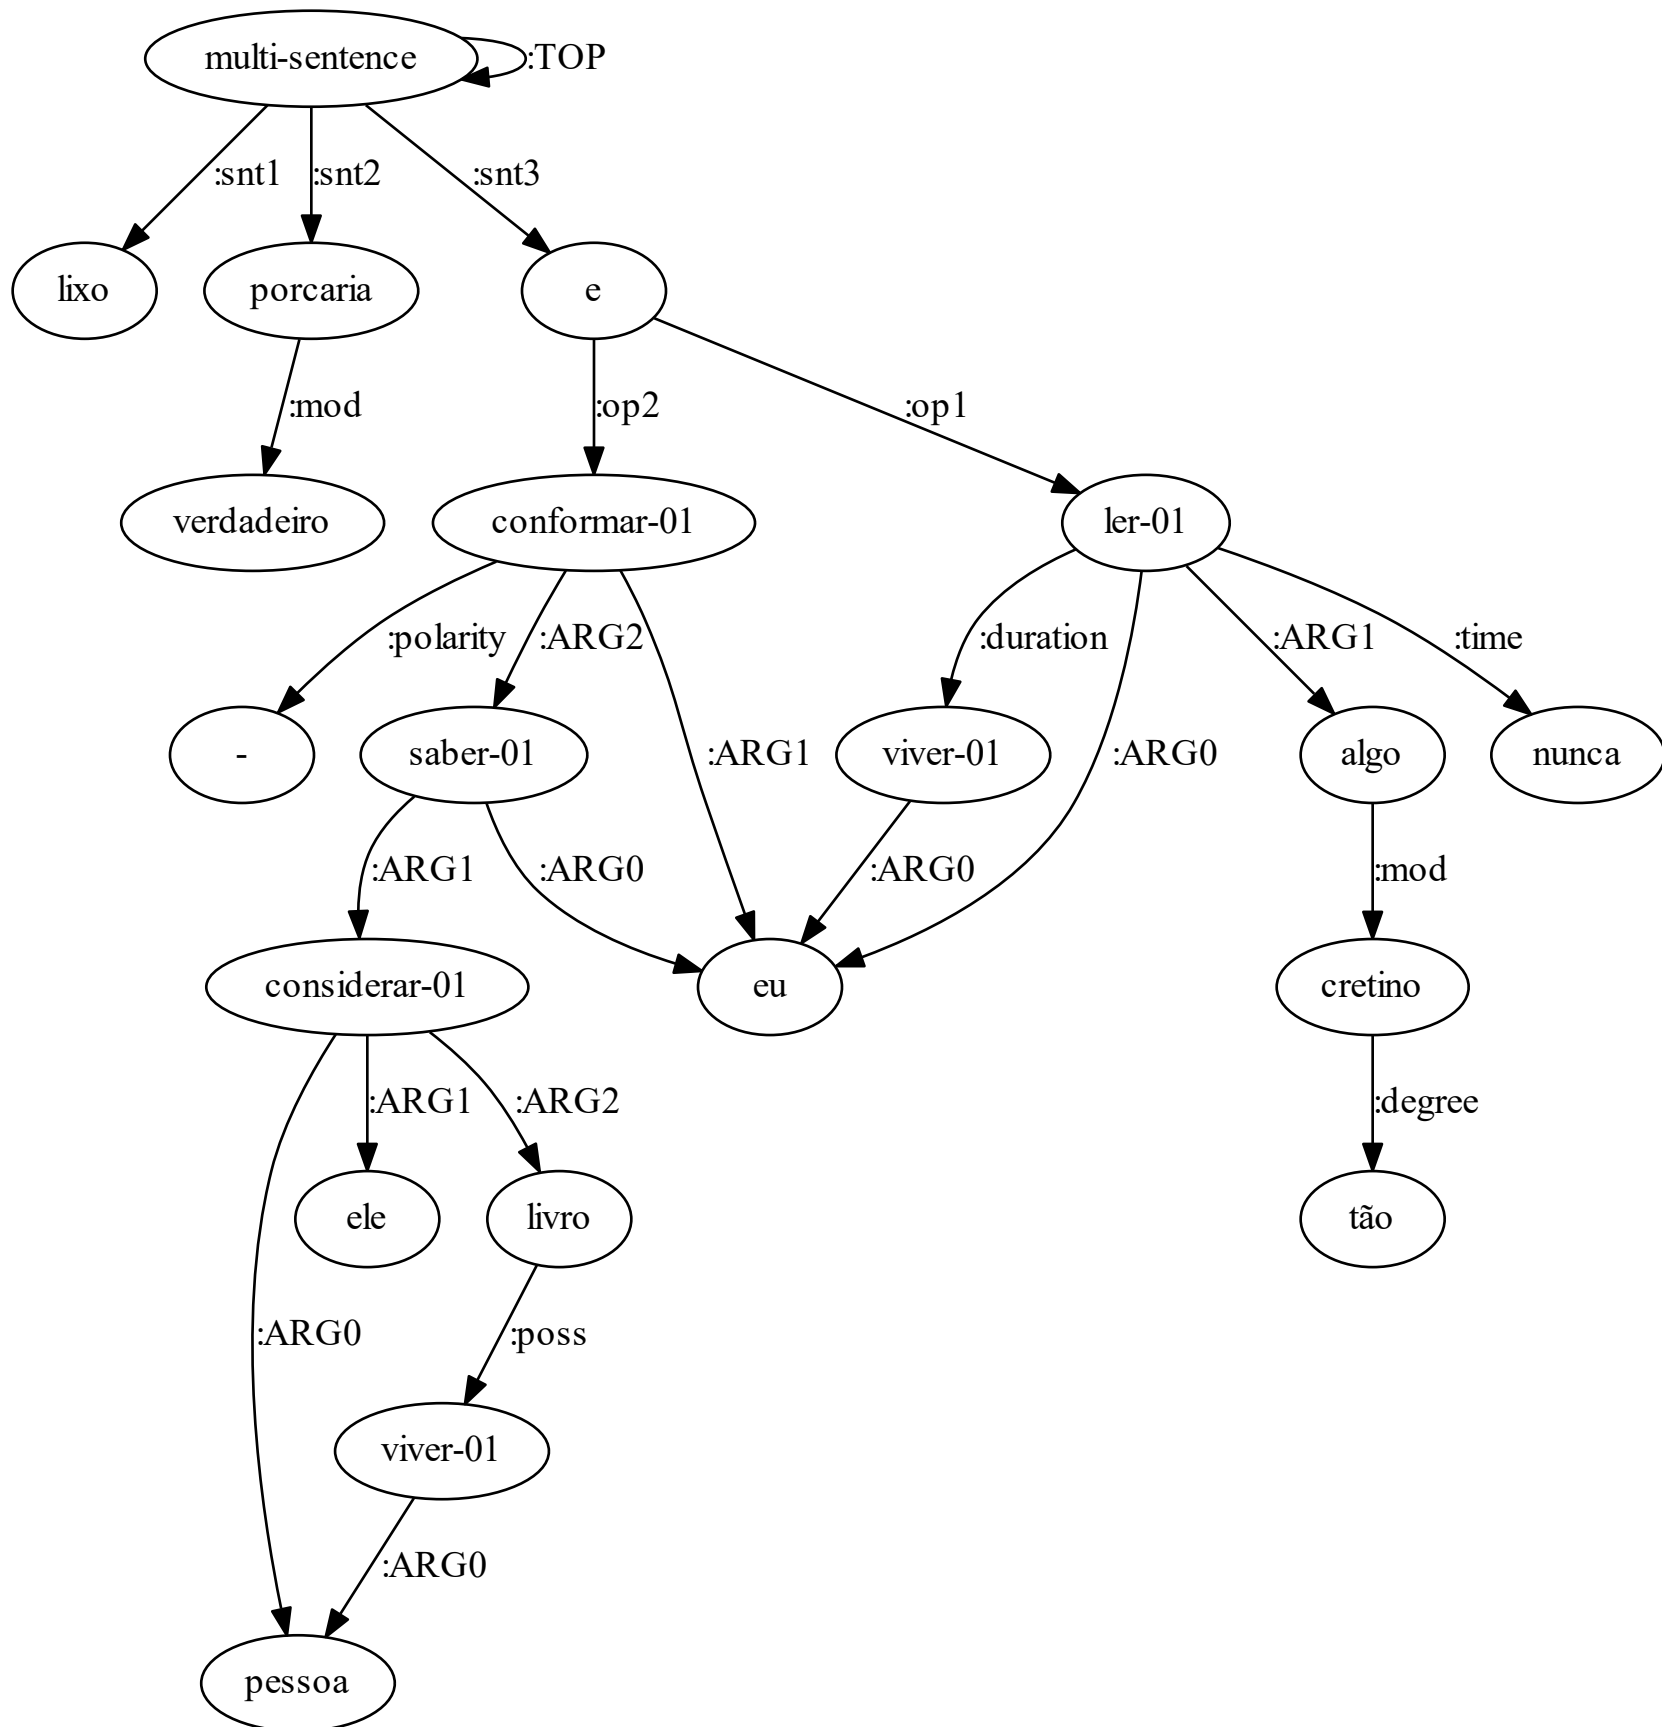 multi-sentence :TOP
:snt1 :snt2 :snt3
lixo porcaria e
:mod :op2 :op1
verdadeiro conformar-01 ler-01
:polarity :ARG2 :duration :ARG1 :time
- saber-01 :ARG1 viver-01 :ARG0 algo nunca
:ARG1 :ARG0 :ARG0 :mod
considerar-01 eu cretino
:ARG1 :ARG2 :degree
ele livro tão
:ARG0 :poss
viver-01
:ARG0
pessoa